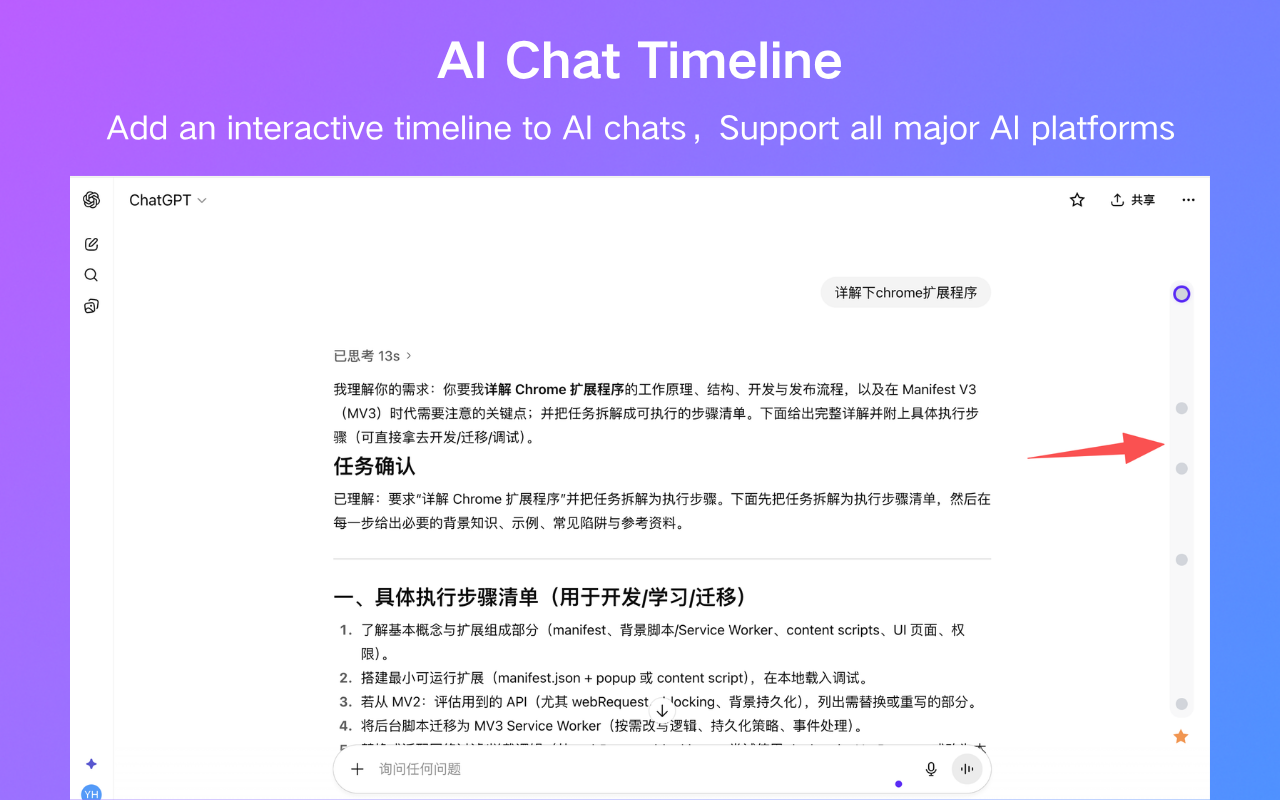 AI Chat Timeline
Add an interactive timeline to AI chats，Support all major AI platforms
ChatGPT
共享
详解下chrome扩展程序
已思考 13s
我理解你的需求：你要我详解 Chrome 扩展程序的工作原理、结构、开发与发布流程，以及在 Manifest V3
（MV3）时代需要注意的关键点；并把任务拆解成可执行的步骤清单。下面给出完整详解并附上具体执行步
骤（可直接拿去开发/迁移/调试）。
任务确认
已理解：要求“详解 Chrome 扩展程序”并把任务拆解为执行步骤。下面先把任务拆解为执行步骤清单，然后在
每一步给出必要的背景知识、示例、常见陷阱与参考资料。
一、具体执行步骤清单（用于开发/学习/迁移）
1. 了解基本概念与扩展组成部分（manifest、背景脚本/Service Worker、content scripts、UI 页面、权
限）。
2. 搭建最小可运行扩展（manifest.json + popup 或 content script），在本地载入调试。
3. 若从 MV2：评估用到的 API（尤其 webRequest 、背景持久化），列出需替换或重写的部分。
4. 将后台脚本迁移为 MV3 Service Worker（按需改写逻辑、持久化策略、事件处理）。
询问任何问题
YH